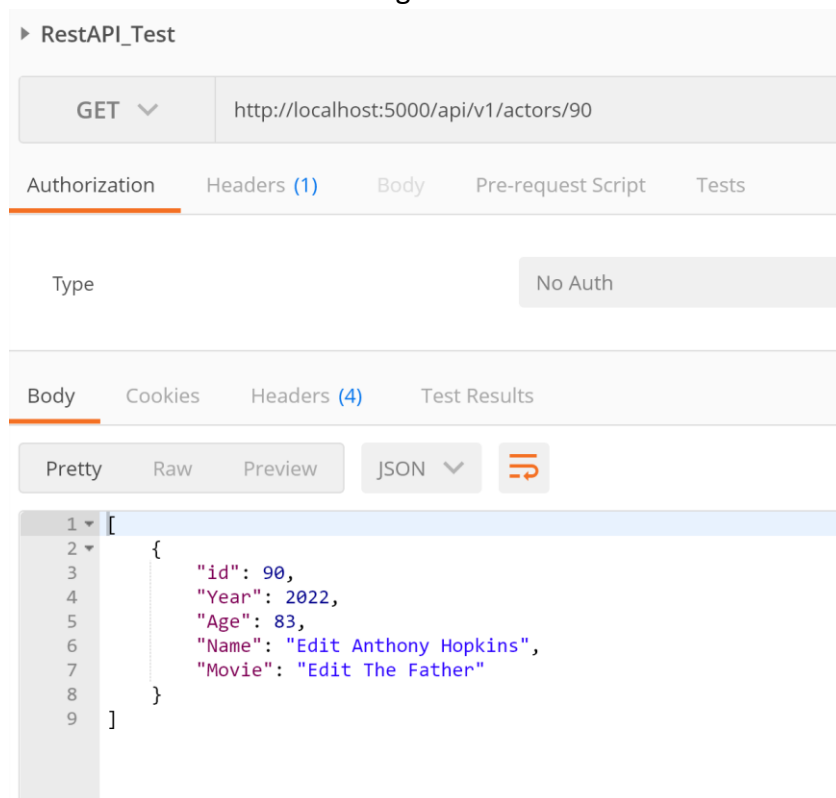 RestAPI_Test
GET http://localhost:5000/api/v1/actors/90
Authorization Headers (1) Body Pre-request Script Tests
Type No Auth
Body Cookies Headers (4) Test Results
Pretty Raw Preview JSON
1 [
2 {
3 "id": 90,
4 "Year": 2022,
5 "Age": 83,
6 "Name": "Edit Anthony Hopkins",
7 "Movie": "Edit The Father"
8 }
9 ]